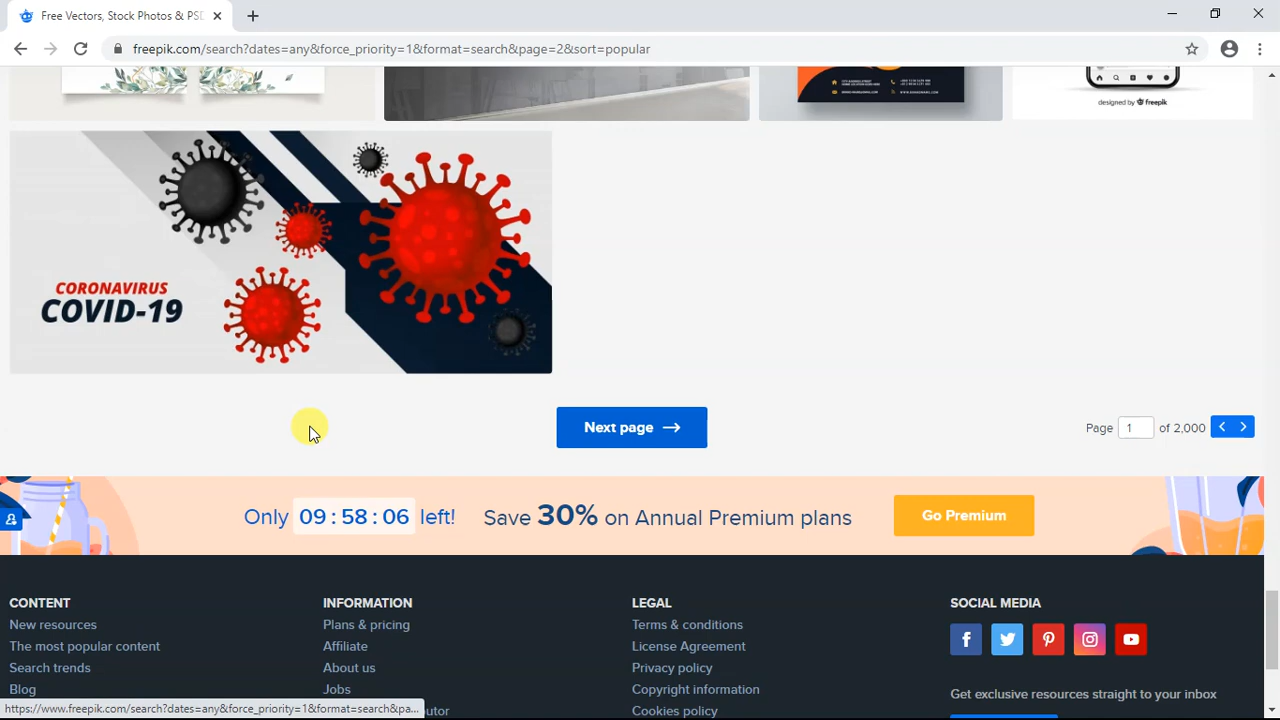 Free Vectors, Stock Photos & PSD
freepik.com/search?dates=any&force_priority=1&format=search&page=2&sort=popular
designed by freepik
CORONAVIRUS
COVID-19
Next page
Page 1 of 2,000
Only 09 : 58 : 06 left! Save 30% on Annual Premium plans Go Premium
CONTENT
New resources
The most popular content
Search trends
Blog
INFORMATION
Plans & pricing
Affiliate
About us
Jobs
utor
LEGAL
Terms & conditions
License Agreement
Privacy policy
Copyright information
Cookies policy
SOCIAL MEDIA
Get exclusive resources straight to your inbox
https://www.freepik.com/search?dates=any&force_priority=1&format=search&pa...